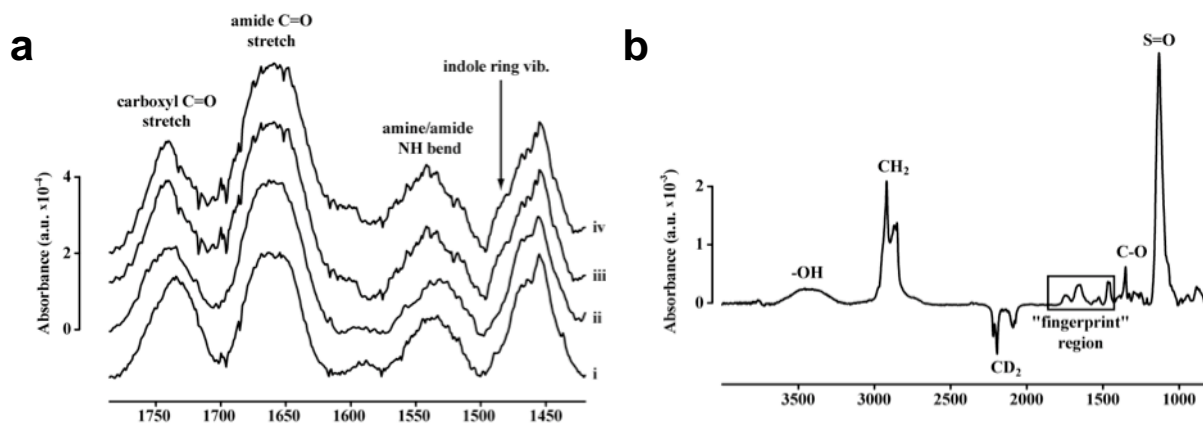 a
amide C=O
stretch
carboxyl C=O
stretch
indole ring vib.
amine/amide
NH bend
Absorbance (a.u. x10⁻⁴)
4
2
0
iv
iii
ii
i
1750 1700 1650 1600 1550 1500 1450
b
S=O
CH₂
-OH
C-O
CD₂
"fingerprint"
region
Absorbance (a.u. x10⁻³)
2
1
0
3500 3000 2500 2000 1500 1000